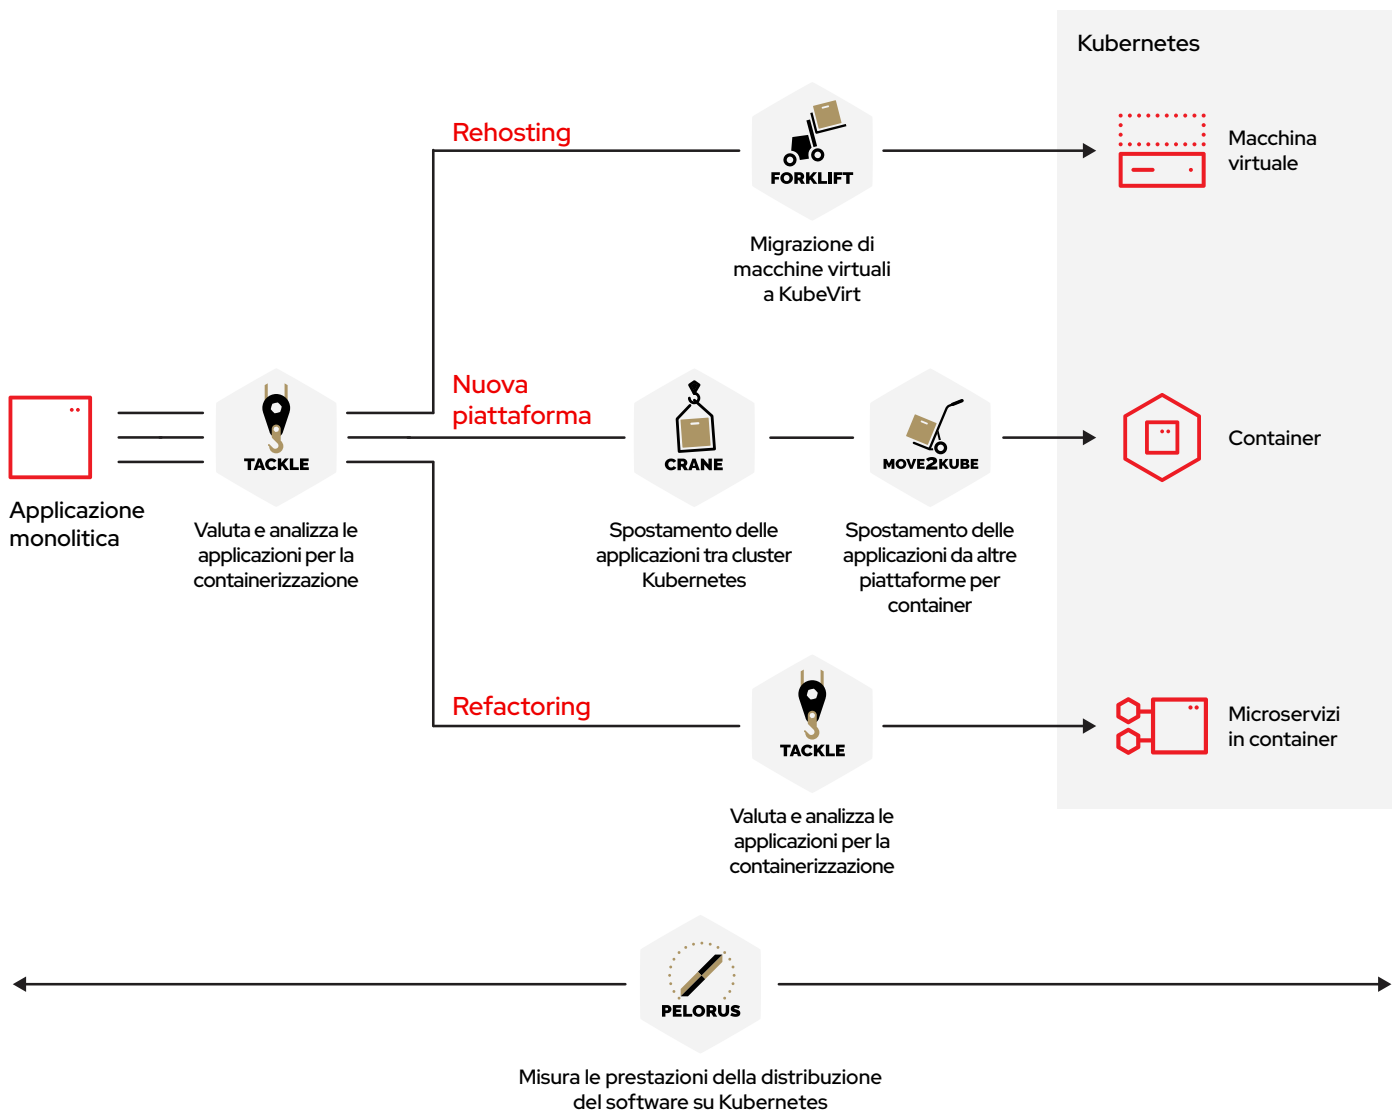 Kubernetes
Rehosting
FORKLIFT
Migrazione di
macchine virtuali
a KubeVirt
Macchina
virtuale
Applicazione
monolitica
TACKLE
Valuta e analizza le
applicazioni per la
containerizzazione
Nuova
piattaforma
CRANE
Spostamento delle
applicazioni tra cluster
Kubernetes
MOVE2KUBE
Spostamento delle
applicazioni da altre
piattaforme per
container
Container
Refactoring
TACKLE
Valuta e analizza le
applicazioni per la
containerizzazione
Microservizi
in container
PELORUS
Misura le prestazioni della distribuzione
del software su Kubernetes